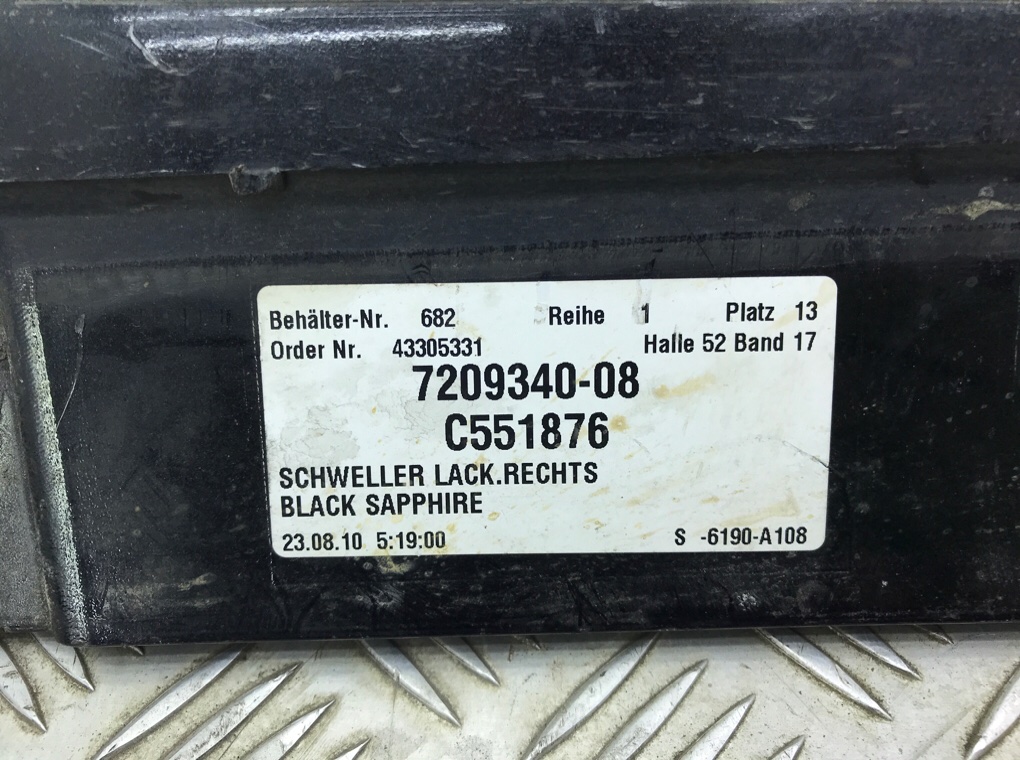 Behälter-Nr. 682 Reihe 1 Platz 13
Order Nr. 43305331 Halle 52 Band 17
7209340-08
C551876
SCHWELLER LACK.RECHTS
BLACK SAPPHIRE
23.08.10 5:19:00 S -6190-A108